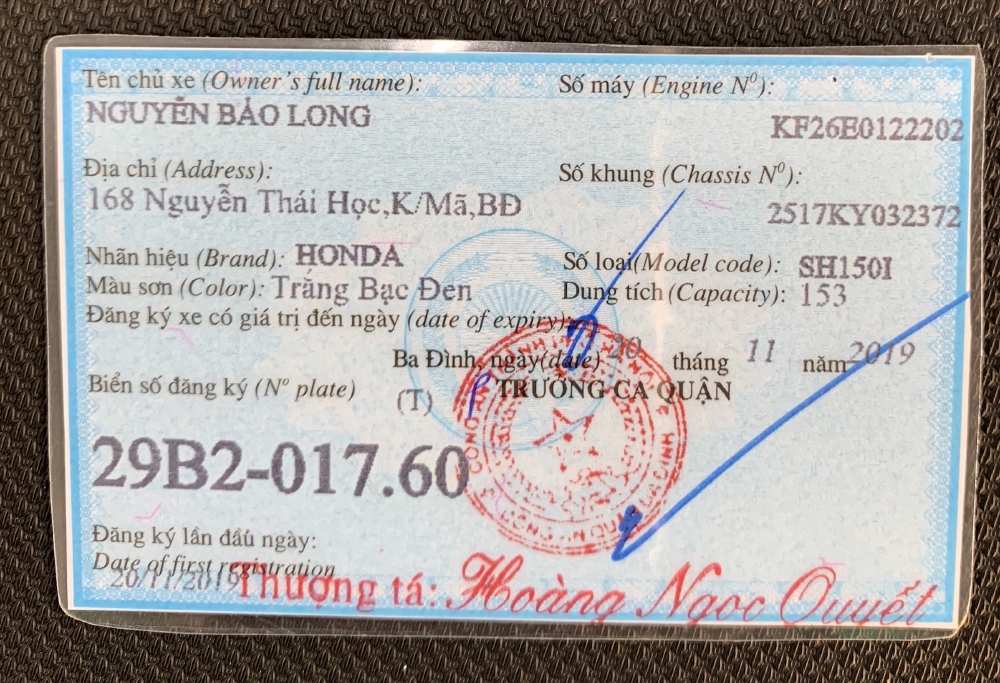 Tên chủ xe (Owner's full name):
NGUYỄN BẢO LONG
Số máy (Engine Nº):
KF26E0122202
Địa chỉ (Address):
168 Nguyễn Thái Học,K/Mã,BĐ
Số khung (Chassis Nº):
2517KY032372
Nhãn hiệu (Brand): HONDA
Số loại (Model code): SH150I
Màu sơn (Color): Trắng Bạc Đen
Dung tích (Capacity): 153
Đăng ký xe có giá trị đến ngày (date of expiry):
Ba Đình, ngày (date) 20 tháng 11 năm 2019
Biển số đăng ký (Nº plate) (T)
TRƯỞNG CA QUẬN
29B2-017.60
Đăng ký lần đầu ngày:
Date of first registration
20/11/2019
Thượng tá: Hoàng Ngọc Quyết